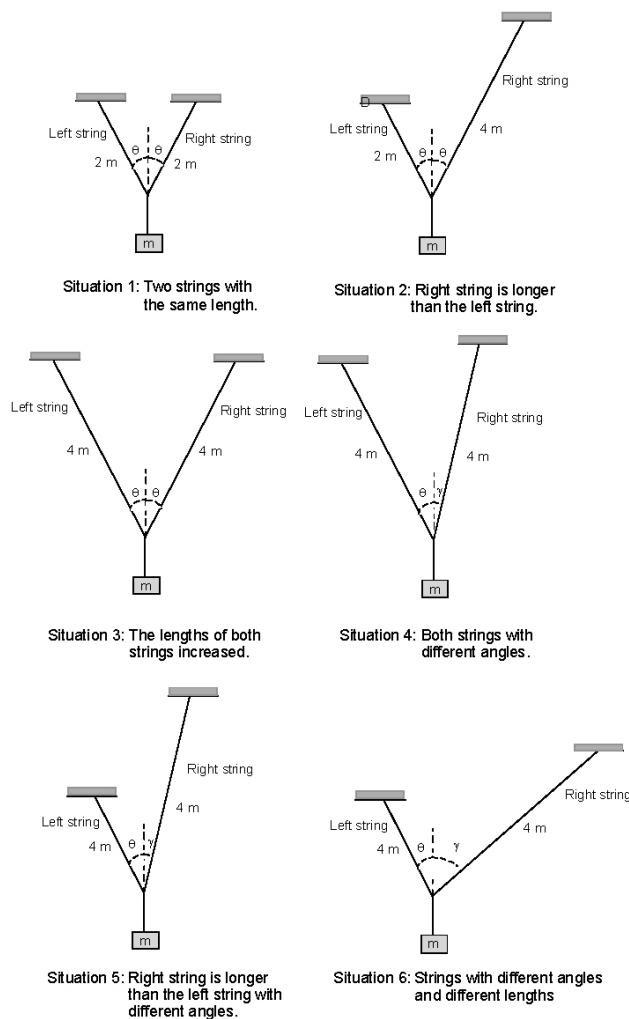 Left string
θ θ
Right string
2 m 2 m
m
Situation 1: Two strings with
the same length.
D
Right string
Left string
4 m
θ θ
2 m
m
Situation 2: Right string is longer
than the left string.
Left string
Right string
4 m 4 m
θ θ
m
Situation 3: The lengths of both
strings increased.
Left string
Right string
4 m 4 m
θ γ
m
Situation 4: Both strings with
different angles.
Right string
4 m
Left string
θ γ
4 m
m
Situation 5: Right string is longer
than the left string with
different angles.
Right string
Left string
4 m
θ γ
4 m
m
Situation 6: Strings with different angles
and different lengths